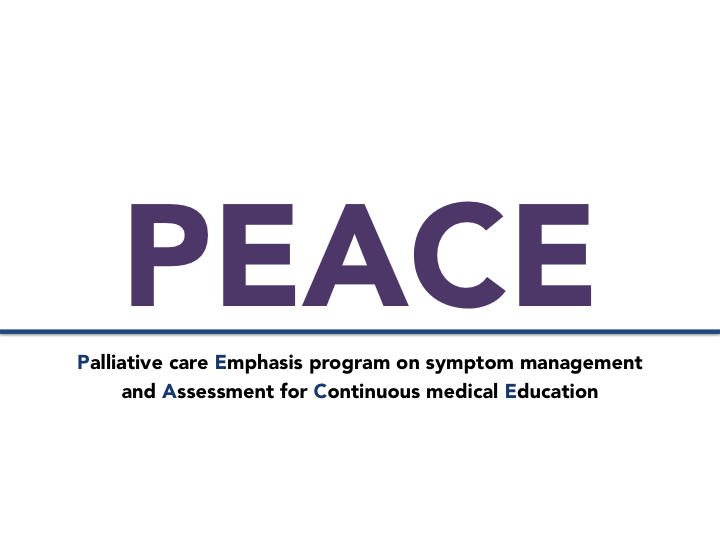 PEACE
Palliative care Emphasis program on symptom management
and Assessment for Continuous medical Education